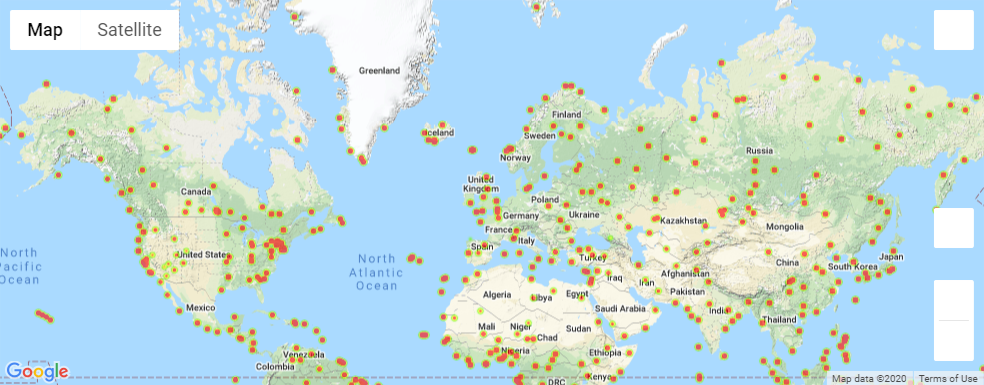 Map
Satellite
Greenland
Iceland
Finland
Sweden
Norway
Russia
Canada
United
Kingdom
Poland
Germany
Ukraine
Kazakhstan
Mongolia
France
Italy
Spain
Turkey
North
Pacific
Ocean
United States
North
Atlantic
Ocean
China
South Korea
Japan
Iraq
Iran
Afghanistan
Pakistan
Algeria
Libya
Egypt
Saudi Arabia
India
Mexico
Mali
Niger
Chad
Sudan
Thailand
Nigeria
Ethiopia
Venezuela
Colombia
DRC
Kenya
Google
Map data ©2020
Terms of Use